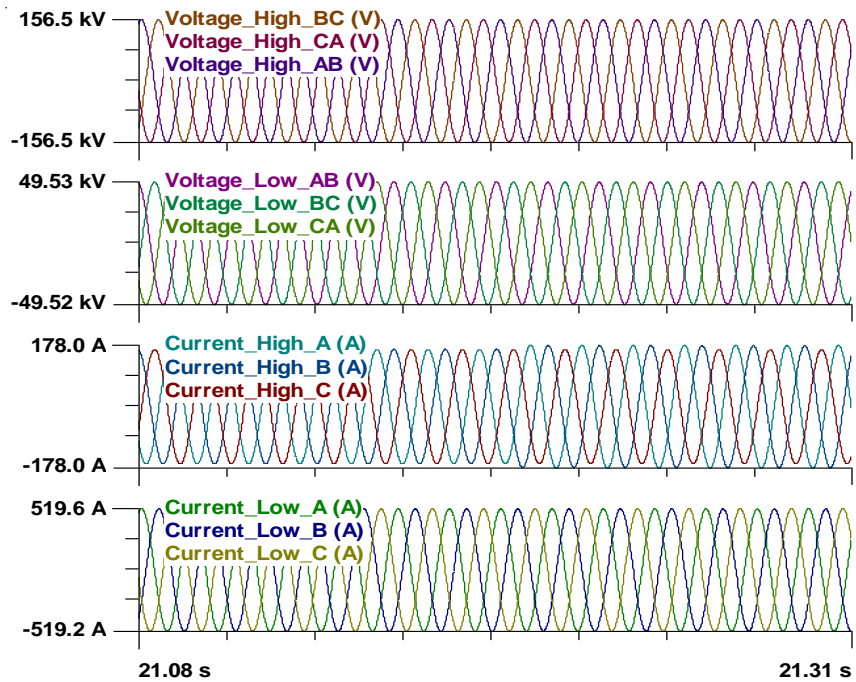 156.5 kV
Voltage_High_BC (V)
Voltage_High_CA (V)
Voltage_High_AB (V)
-156.5 kV
49.53 kV
Voltage_Low_AB (V)
Voltage_Low_BC (V)
Voltage_Low_CA (V)
-49.52 kV
178.0 A
Current_High_A (A)
Current_High_B (A)
Current_High_C (A)
-178.0 A
519.6 A
Current_Low_A (A)
Current_Low_B (A)
Current_Low_C (A)
-519.2 A
21.08 s 21.31 s